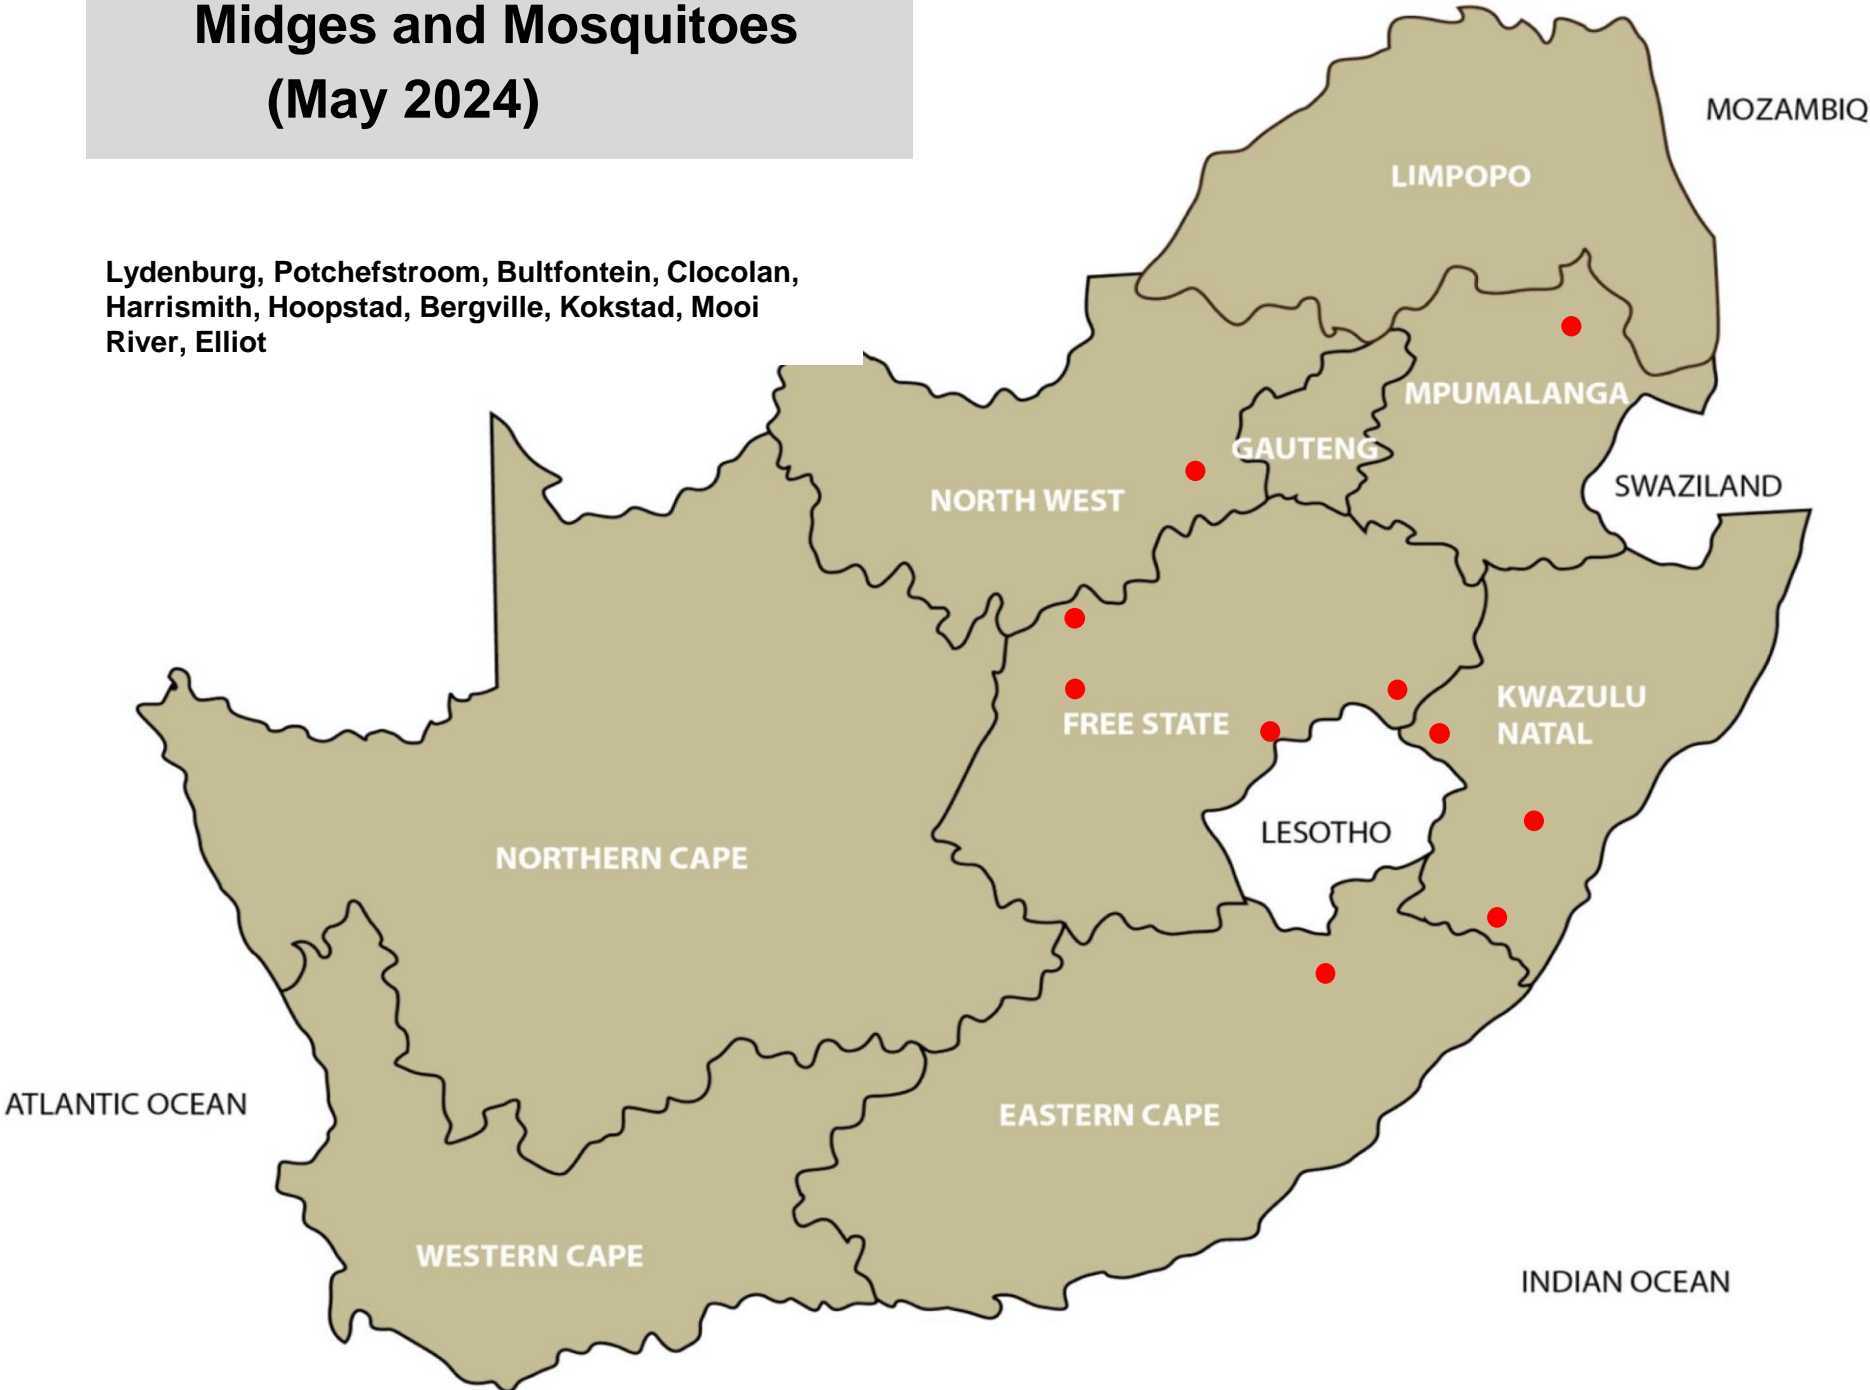 Midges and Mosquitoes
(May 2024)
Lydenburg, Potchefstroom, Bultfontein, Clocolan,
Harrismith, Hoopstad, Bergville, Kokstad, Mooi
River, Elliot
MOZAMBIQ
LIMPOPO
MPUMALANGA
GAUTENG
SWAZILAND
NORTH WEST
KWAZULU
NATAL
FREE STATE
LESOTHO
NORTHERN CAPE
ATLANTIC OCEAN
EASTERN CAPE
WESTERN CAPE
INDIAN OCEAN